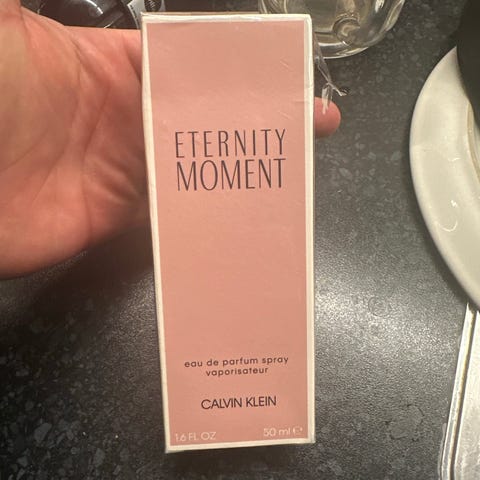 ETERNITY
MOMENT
eau de parfum spray
vaporisateur
CALVIN KLEIN
1.6 FL OZ 50 ml ℮